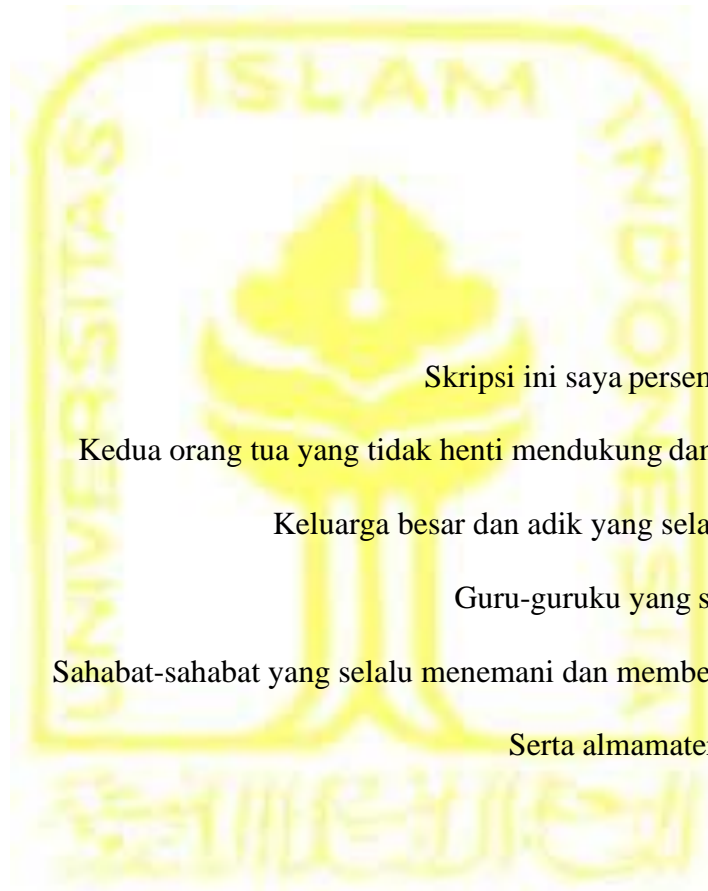 ISLAM
UNIVERSITAS
INDONESIA
Skripsi ini saya persem
Kedua orang tua yang tidak henti mendukung dan
Keluarga besar dan adik yang sela
Guru-guruku yang s
Sahabat-sahabat yang selalu menemani dan membe
Serta almamate